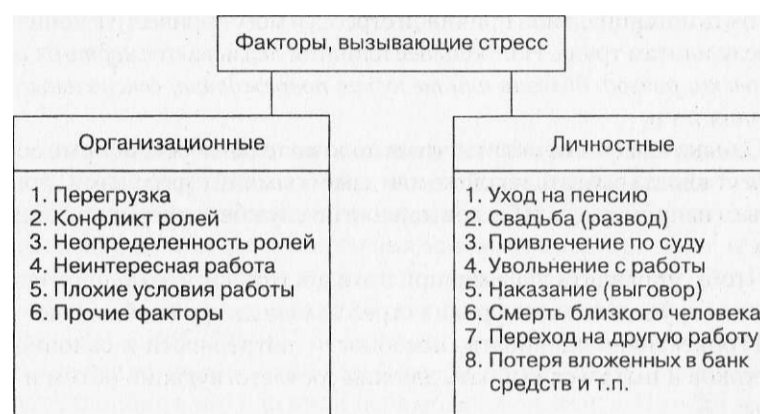 Факторы, вызывающие стресс
Организационные
1. Перегрузка
2. Конфликт ролей
3. Неопределенность ролей
4. Неинтересная работа
5. Плохие условия работы
6. Прочие факторы
Личностные
1. Уход на пенсию
2. Свадьба (развод)
3. Привлечение по суду
4. Увольнение с работы
5. Наказание (выговор)
6. Смерть близкого человека
7. Переход на другую работу
8. Потеря вложений в банк
средств и т.п.